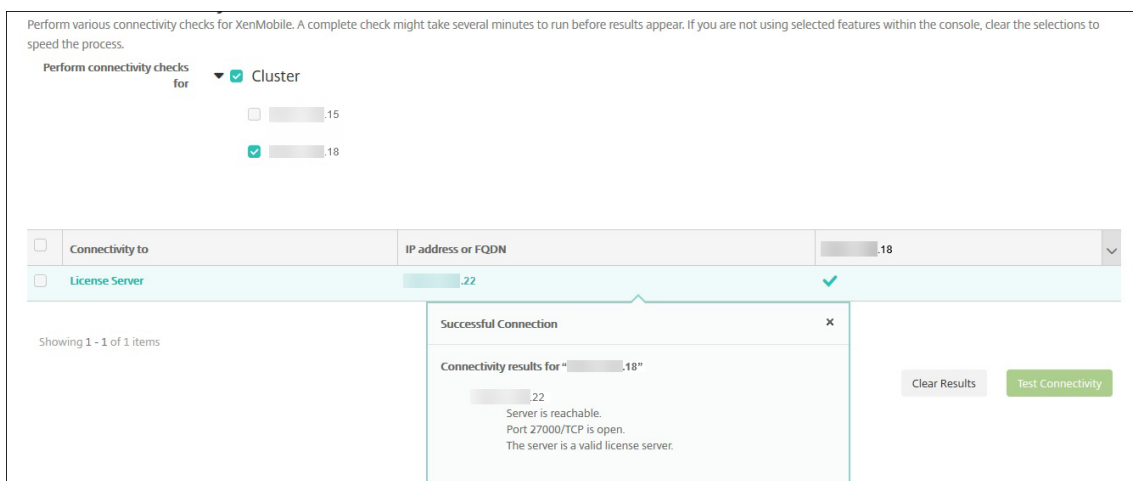 Perform various connectivity checks for XenMobile. A complete check might take several minutes to run before results appear. If you are not using selected features within the console, clear the selections to
speed the process.
Perform connectivity checks
for
Cluster
.15
.18
Connectivity to IP address or FQDN .18
License Server .22
Successful Connection
Showing 1 - 1 of 1 items
Connectivity results for “ .18”
Clear Results Test Connectivity
.22
Server is reachable.
Port 27000/TCP is open.
The server is a valid license server.